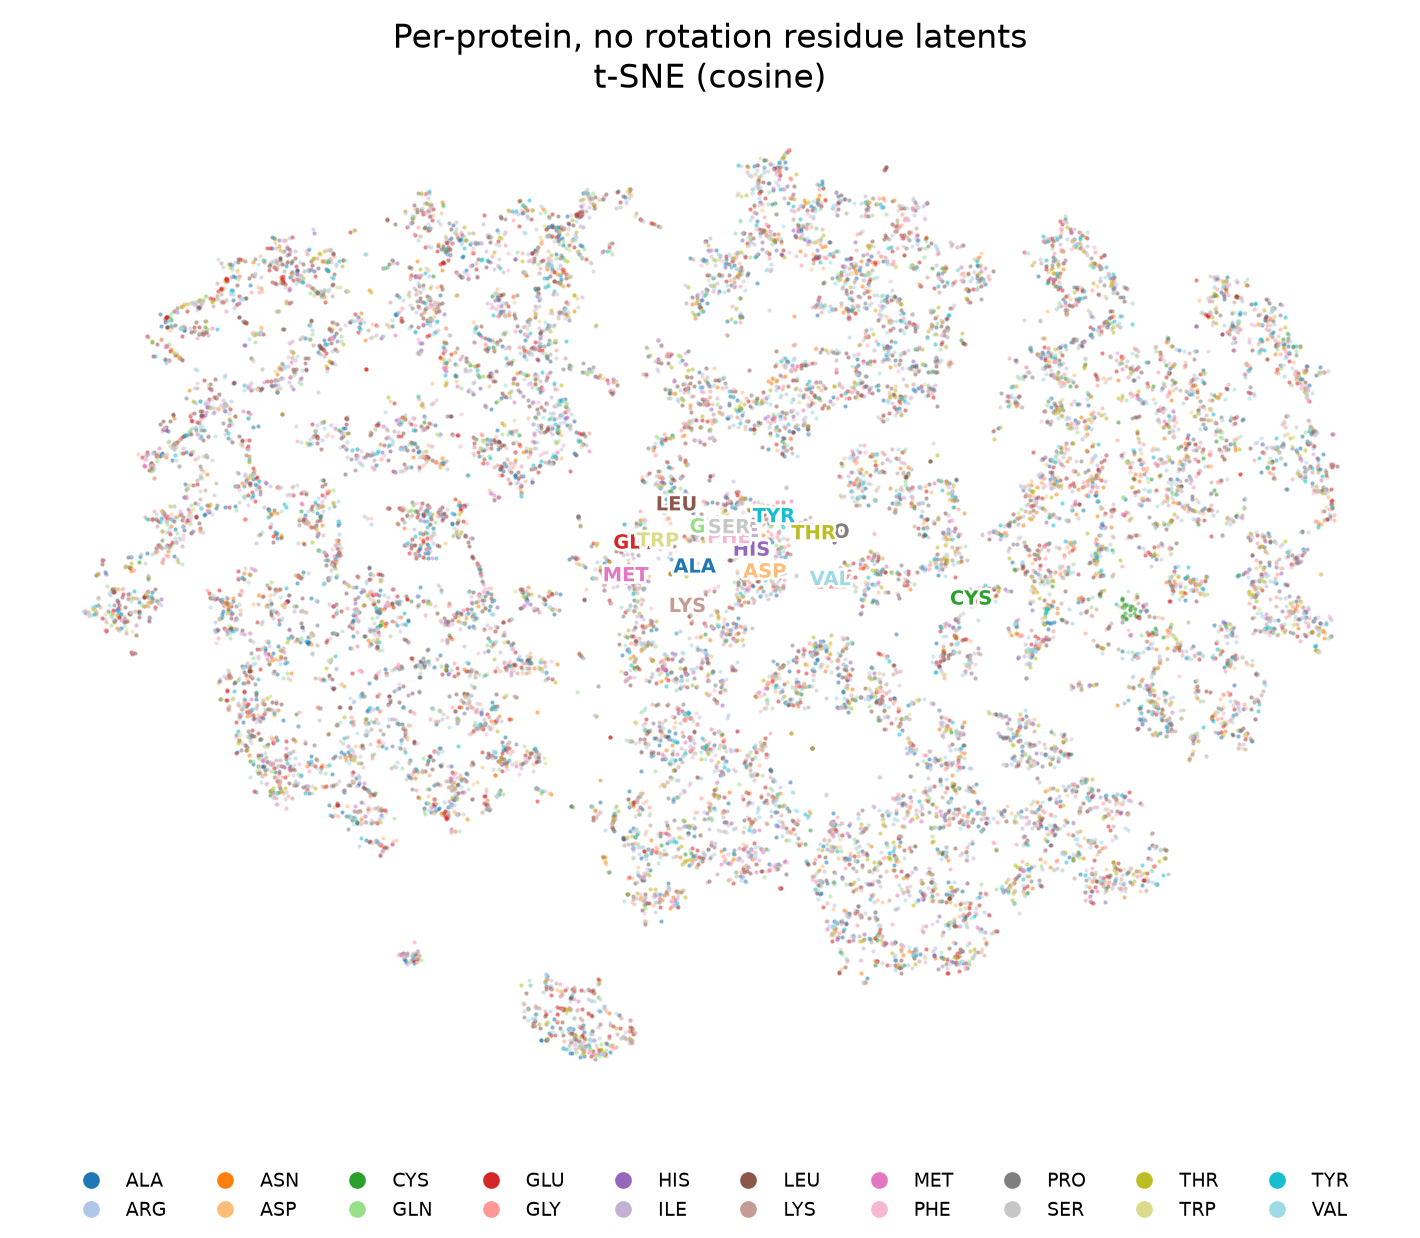 Per-protein, no rotation residue latents
t-SNE (cosine)
LEU
TYR
SER
THR
TRP
HIS
ALA
ASP
MET
VAL
CYS
LYS
ALA ASN CYS GLU HIS LEU MET PRO THR TYR
ARG ASP GLN GLY ILE LYS PHE SER TRP VAL